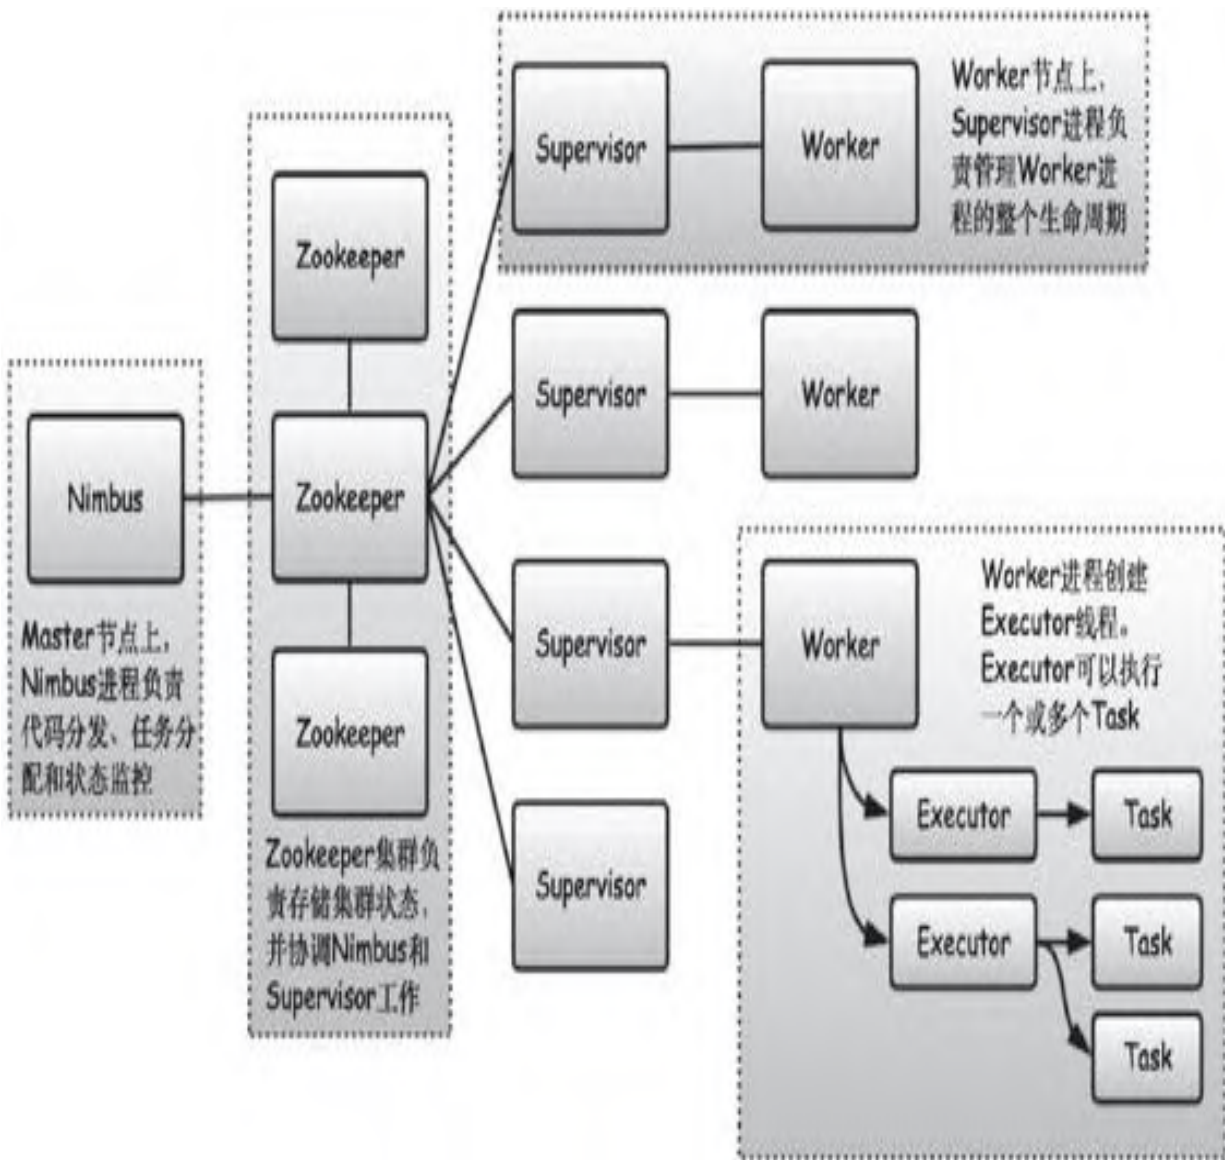 Nimbus
Master节点上，
Nimbus进程负责
代码分发、任务分
配和状态监控
Zookeeper
Zookeeper
Zookeeper
Zookeeper集群负
责存储集群状态，
并协调Nimbus和
Supervisor工作
Supervisor
Worker
Worker节点上，
Supervisor进程负
责管理Worker进
程的整个生命周期
Supervisor
Worker
Supervisor
Worker
Worker进程创建
Executor线程。
Executor可以执行
一个或多个Task
Executor
Task
Executor
Task
Task
Supervisor